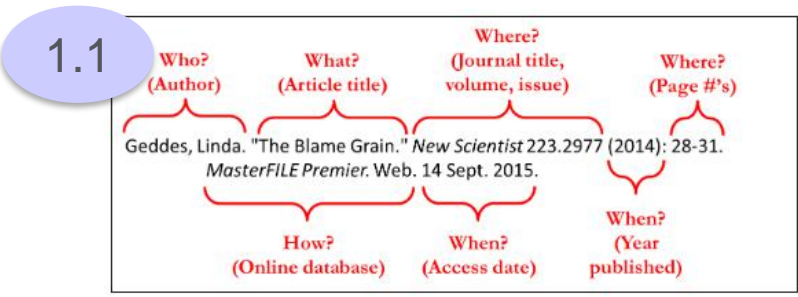 1.1
Who?
(Author)
What?
(Article title)
Where?
(Journal title,
volume, issue)
Where?
(Page #'s)
Geddes, Linda. "The Blame Grain." New Scientist 223.2977 (2014): 28-31.
MasterFILE Premier. Web. 14 Sept. 2015.
How?
(Online database)
When?
(Access date)
When?
(Year
published)